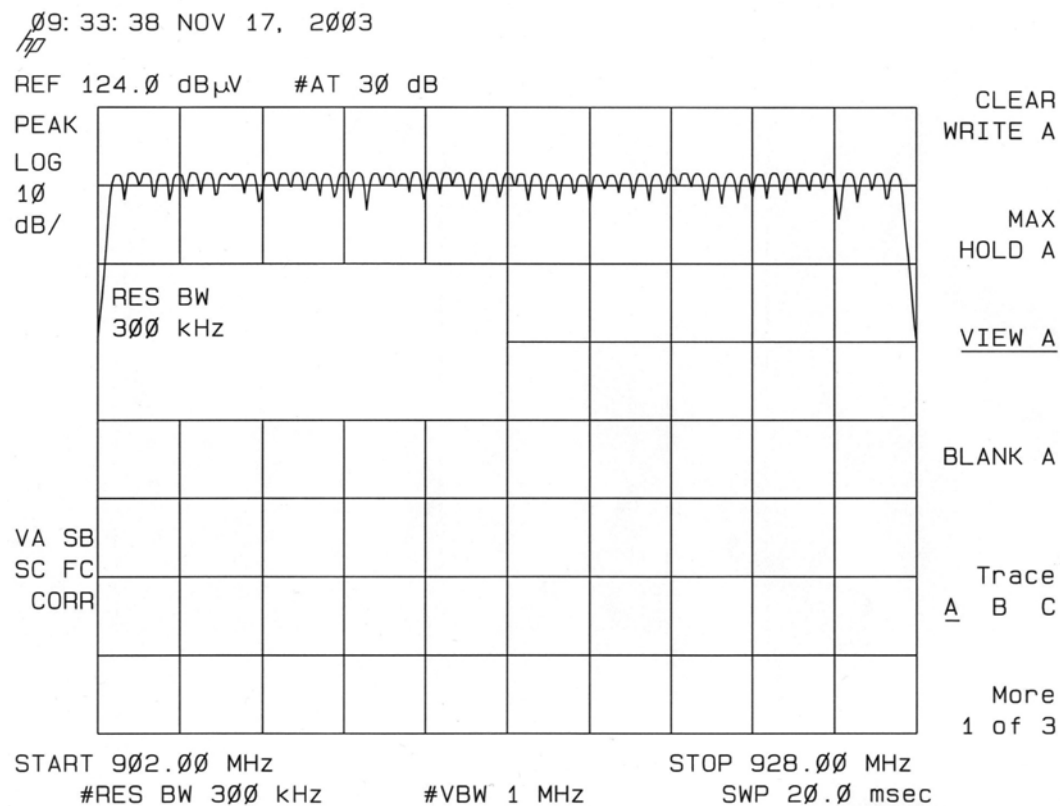 Ø9:33:38 NOV 17, 2ØØ3
hp
REF 124.Ø dBµV #AT 3Ø dB
PEAK
LOG
1Ø
dB/
RES BW
3ØØ kHz
VA SB
SC FC
CORR
CLEAR
WRITE A
MAX
HOLD A
VIEW A
BLANK A
Trace
A B C
More
1 of 3
START 9Ø2.ØØ MHz STOP 928.ØØ MHz
#RES BW 3ØØ kHz #VBW 1 MHz SWP 2Ø.Ø msec